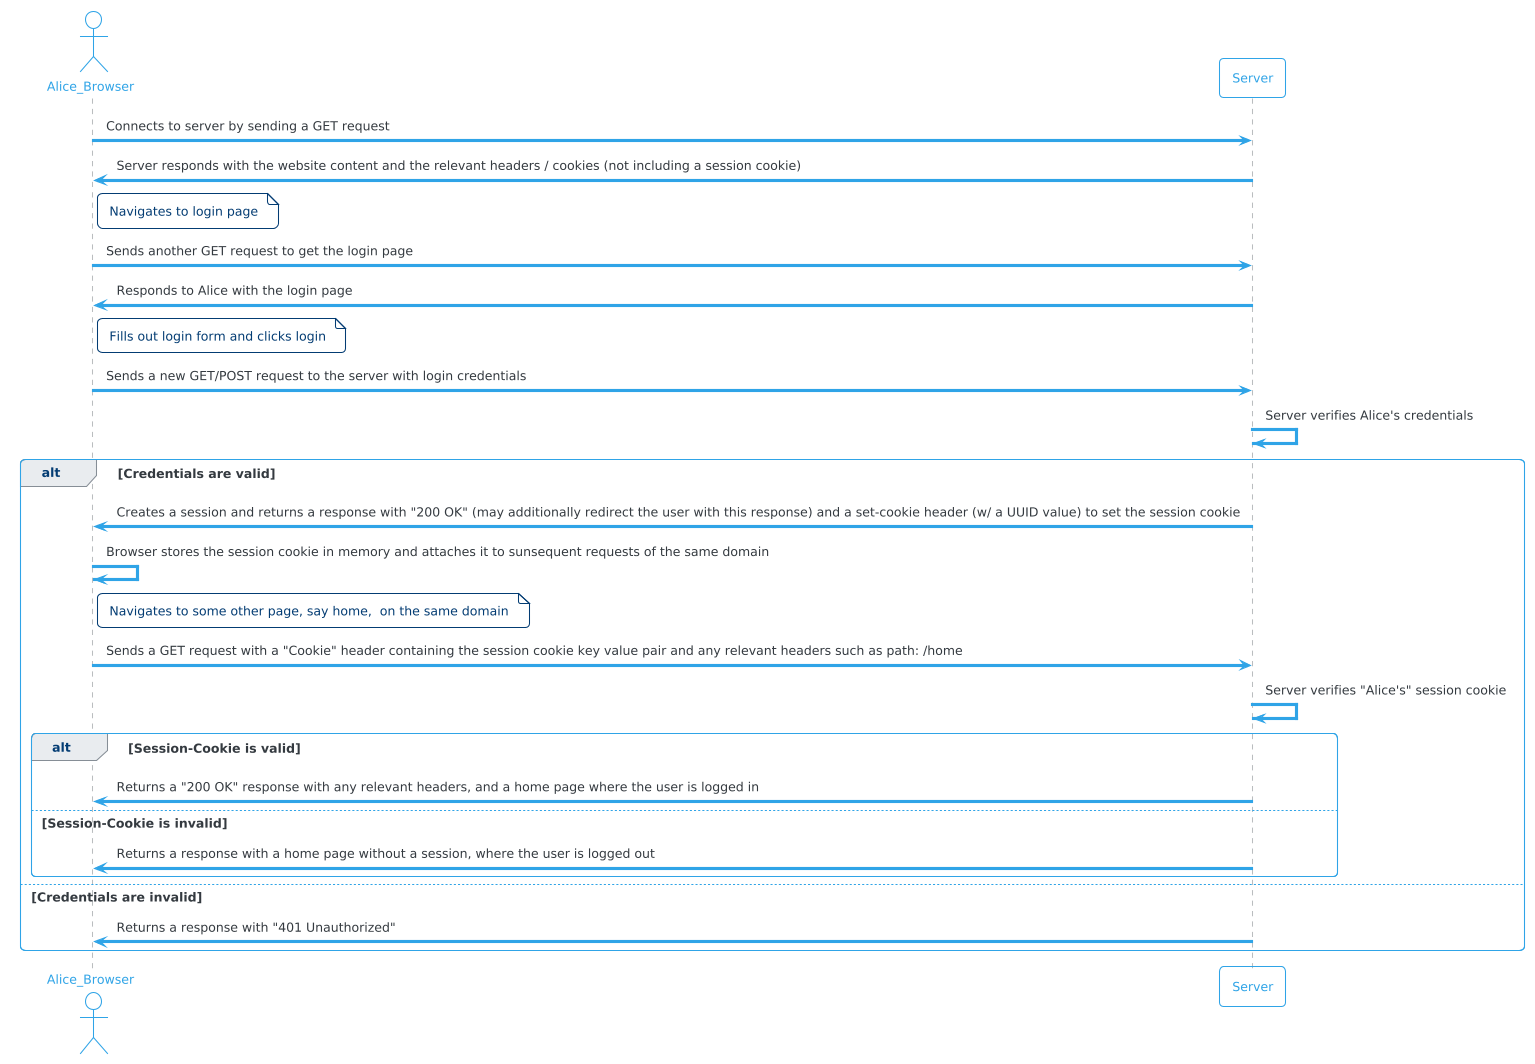 Alice_Browser
Server
Connects to server by sending a GET request
Server responds with the website content and the relevant headers / cookies (not including a session cookie)
Navigates to login page
Sends another GET request to get the login page
Responds to Alice with the login page
Fills out login form and clicks login
Sends a new GET/POST request to the server with login credentials
Server verifies Alice's credentials
alt [Credentials are valid]
Creates a session and returns a response with "200 OK" (may additionally redirect the user with this response) and a set-cookie header (w/ a UUID value) to set the session cookie
Browser stores the session cookie in memory and attaches it to sunsequent requests of the same domain
Navigates to some other page, say home,  on the same domain
Sends a GET request with a "Cookie" header containing the session cookie key value pair and any relevant headers such as path: /home
Server verifies "Alice's" session cookie
alt [Session-Cookie is valid]
Returns a "200 OK" response with any relevant headers, and a home page where the user is logged in
[Session-Cookie is invalid]
Returns a response with a home page without a session, where the user is logged out
[Credentials are invalid]
Returns a response with "401 Unauthorized"
Alice_Browser
Server